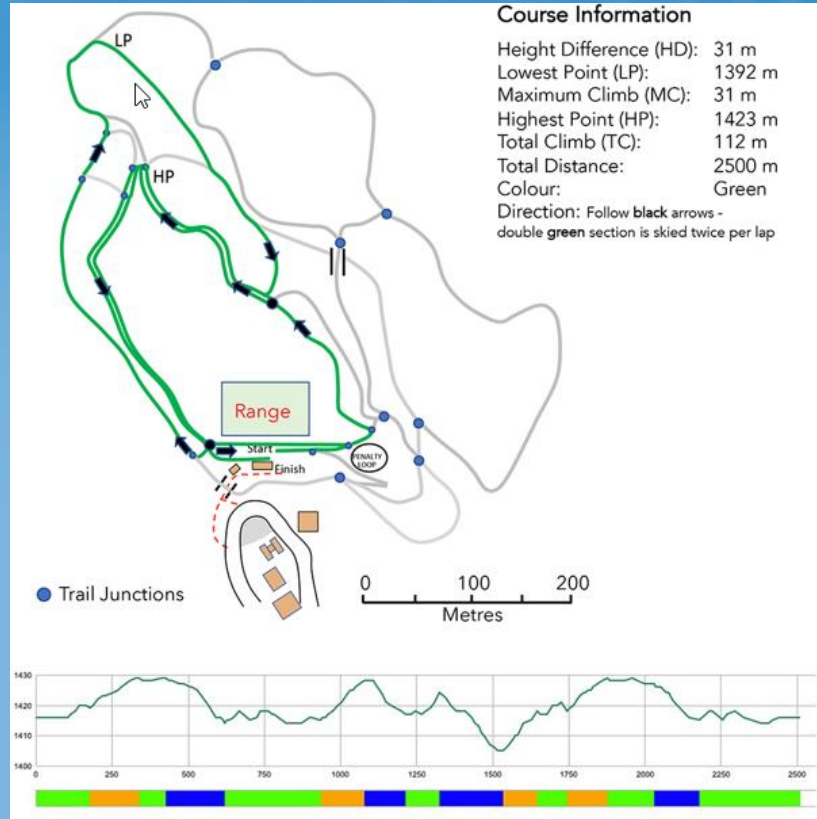 Course Information
Height Difference (HD): 31 m
Lowest Point (LP): 1392 m
Maximum Climb (MC): 31 m
Highest Point (HP): 1423 m
Total Climb (TC): 112 m
Total Distance: 2500 m
Colour: Green
Direction: Follow black arrows -
double green section is skied twice per lap
LP
HP
Range
Start
Finish
PENALTY
LOOP
Trail Junctions
0 100 200
Metres
1430
1420
1410
1400
0 250 500 750 1000 1250 1500 1750 2000 2250 2500